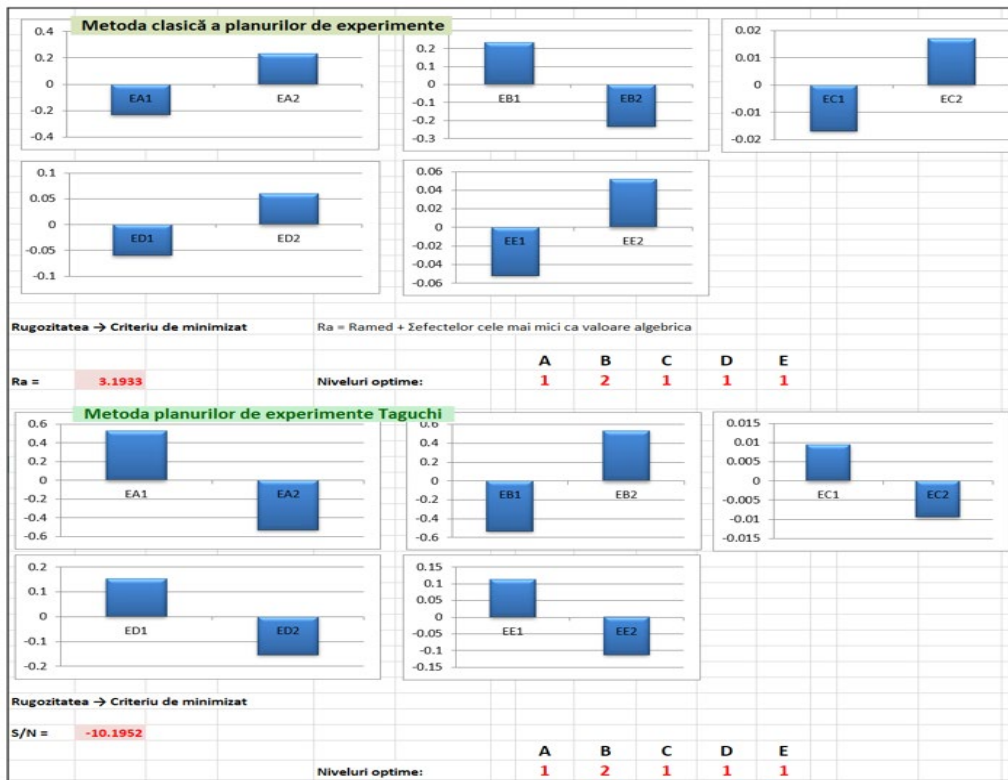 Metoda clasică a planurilor de experimente
0.4
0.2
0
-0.2
-0.4
EA1
EA2
0.2
0.1
0
-0.1
-0.2
-0.3
EB1
EB2
0.02
0.01
0
-0.01
-0.02
EC1
EC2
0.1
0.05
0
-0.05
-0.1
ED1
ED2
0.06
0.04
0.02
0
-0.02
-0.04
-0.06
EE1
EE2
Rugozitatea → Criteriu de minimizat Ra = Ramed + Σefectelor cele mai mici ca valoare algebrica
A B C D E
Ra = 3.1933 Niveluri optime: 1 2 1 1 1
Metoda planurilor de experimente Taguchi
0.6
0.4
0.2
0
-0.2
-0.4
-0.6
EA1
EA2
0.6
0.4
0.2
0
-0.2
-0.4
-0.6
EB1
EB2
0.015
0.01
0.005
0
-0.005
-0.01
-0.015
EC1
EC2
0.2
0.1
0
-0.1
-0.2
ED1
ED2
0.15
0.1
0.05
0
-0.05
-0.1
-0.15
EE1
EE2
Rugozitatea → Criteriu de minimizat
S/N = -10.1952
A B C D E
Niveluri optime: 1 2 1 1 1